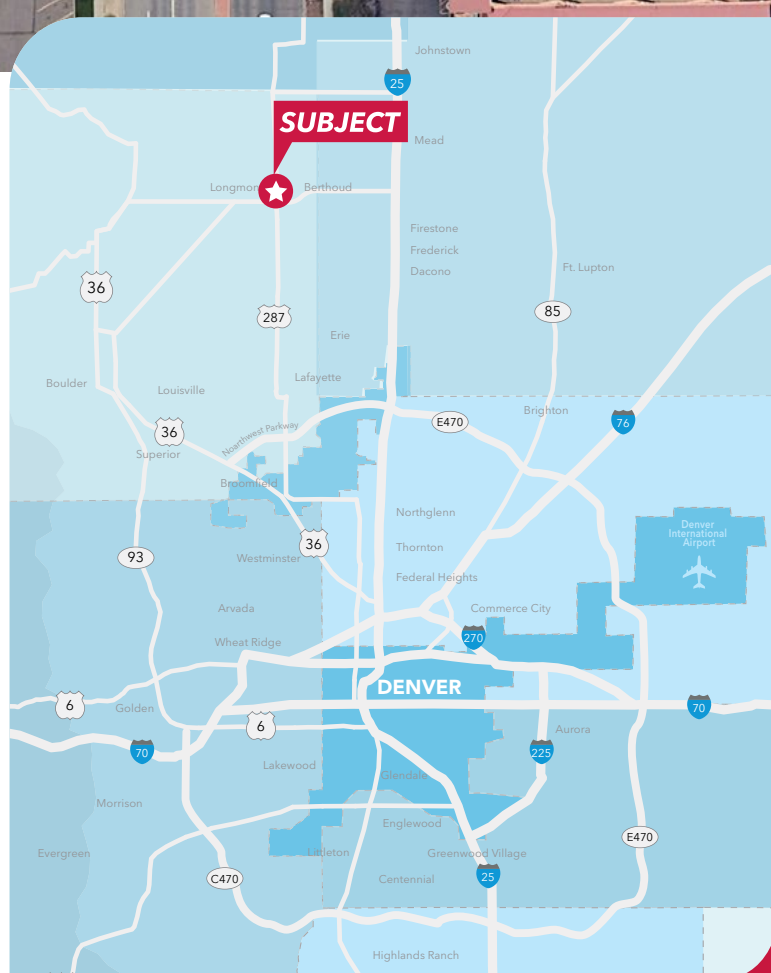 Johnstown
25
SUBJECT
Mead
Longmon
Berthoud
Firestone
Frederick
Dacono
Ft. Lupton
36
85
287
Erie
Boulder
Louisville
Lafayette
Brighton
E470
76
36
Noarthwest Parkway
Superior
Broomfield
Northglenn
Denver
International
Airport
36
93
Westminster
Thornton
Federal Heights
Arvada
Commerce City
Wheat Ridge
270
DENVER
6
Golden
70
6
Aurora
70
225
Lakewood
Glendale
Morrison
Englewood
E470
Evergreen
Littleton
Greenwood Village
C470
Centennial
25
Highlands Ranch